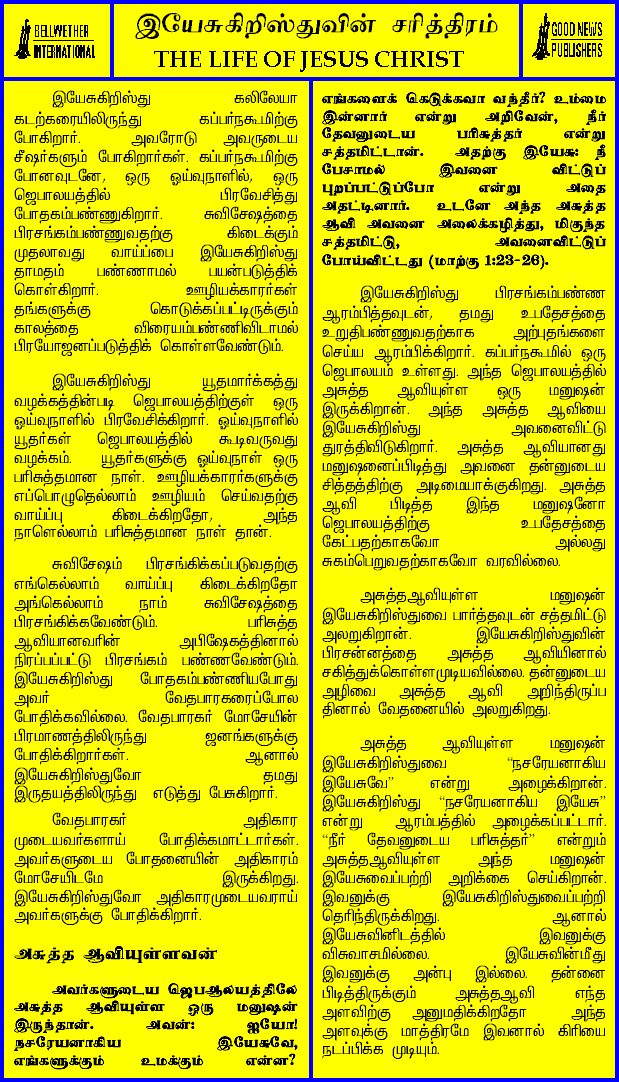 BELLWETHER
INTERNATIONAL
இயேசுகிறிஸ்துவின் சரித்திரம்
THE LIFE OF JESUS CHRIST
GOOD NEWS
PUBLISHERS
இயேசுகிறிஸ்து கலிலேயா
கடற்கரையிலிருந்து கப்பர்நகூமிற்கு
போகிறார். அவரோடு அவருடைய
சீஷர்களும் போகிறார்கள். கப்பர்நகூமிற்கு
போனவுடனே, ஒரு ஓய்வுநாளில், ஒரு
ஜெபாலயத்தில் பிரவேசித்து
போதகம்பண்ணுகிறார். சுவிசேஷத்தை
பிரசங்கம்பண்ணுவதற்கு கிடைக்கும்
முதலாவது வாய்ப்பை இயேசுகிறிஸ்து
தாமதம் பண்ணாமல் பயன்படுத்திக்
கொள்கிறார். ஊழியக்காரர்கள்
தங்களுக்கு கொடுக்கப்பட்டிருக்கும்
காலத்தை விரையம்பண்ணிவிடாமல்
பிரயோஜனப்படுத்திக் கொள்ளவேண்டும்.
இயேசுகிறிஸ்து யூதமார்க்கத்து
வழக்கத்தின்படி ஜெபாலயத்திற்குள் ஒரு
ஓய்வுநாளில் பிரவேசிக்கிறார். ஓய்வுநாளில்
யூதர்கள் ஜெபாலயத்தில் கூடிவருவது
வழக்கம். யூதர்களுக்கு ஓய்வுநாள் ஒரு
பரிசுத்தமான நாள். ஊழியக்காரர்களுக்கு
எப்பொழுதெல்லாம் ஊழியம் செய்வதற்கு
வாய்ப்பு கிடைக்கிறதோ, அந்த
நாளெல்லாம் பரிசுத்தமான நாள் தான்.
சுவிசேஷம் பிரசங்கிக்கப்படுவதற்கு
எங்கெல்லாம் வாய்ப்பு கிடைக்கிறதோ
அங்கெல்லாம் நாம் சுவிசேஷத்தை
பிரசங்கிக்கவேண்டும். பரிசுத்த
ஆவியானவரின் அபிஷேகத்தினால்
நிரப்பப்பட்டு பிரசங்கம் பண்ணவேண்டும்.
இயேசுகிறிஸ்து போதகம்பண்ணியபோது
அவர் வேதபாரகரைப்போல
போதிக்கவில்லை. வேதபாரகர் மோசேயின்
பிரமாணத்திலிருந்து ஜனங்களுக்கு
போதிக்கிறார்கள். ஆனால்
இயேசுகிறிஸ்துவோ தமது
இருதயத்திலிருந்து எடுத்து பேசுகிறார்.
வேதபாரகர் அதிகார
முடையவர்களாய் போதிக்கமாட்டார்கள்.
அவர்களுடைய போதனையின் அதிகாரம்
மோசேயிடமே இருக்கிறது.
இயேசுகிறிஸ்துவோ அதிகாரமுடையவராய்
அவர்களுக்கு போதிக்கிறார்.
அசுத்த ஆவியுள்ளவன்
அவர்களுடைய ஜெபஆலயத்திலே
அசுத்த ஆவியுள்ள ஒரு மனுஷன்
இருந்தான். அவன்: ஐயோ!
நசரேயனாகிய இயேசுவே,
எங்களுக்கும் உமக்கும் என்ன?
எங்களைக் கெடுக்கவா வந்தீர்? உம்மை
இன்னார் என்று அறிவேன், நீர்
தேவனுடைய பரிசுத்தர் என்று
சத்தமிட்டான். அதற்கு இயேசு: நீ
பேசாமல் இவனை விட்டுப்
புறப்பட்டுப்போ என்று அதை
அதட்டினார். உடனே அந்த அசுத்த
ஆவி அவனை அலைக்கழித்து, மிகுந்த
சத்தமிட்டு, அவனைவிட்டுப்
போய்விட்டது (மாற்கு 1:23-26).
இயேசுகிறிஸ்து பிரசங்கம்பண்ண
ஆரம்பித்தவுடன், தமது உபதேசத்தை
உறுதிபண்ணுவதற்காக அற்புதங்களை
செய்ய ஆரம்பிக்கிறார். கப்பர்நகூமில் ஒரு
ஜெபாலயம் உள்ளது. அந்த ஜெபாலயத்தில்
அசுத்த ஆவியுள்ள ஒரு மனுஷன்
இருக்கிறான். அந்த அசுத்த ஆவியை
இயேசுகிறிஸ்து அவனைவிட்டு
துரத்திவிடுகிறார். அசுத்த ஆவியானது
மனுஷனைப்பிடித்து அவனை தன்னுடைய
சித்தத்திற்கு அடிமையாக்குகிறது. அசுத்த
ஆவி பிடித்த இந்த மனுஷனோ
ஜெபாலயத்திற்கு உபதேசத்தை
கேட்பதற்காகவோ அல்லது
சுகம்பெறுவதற்காகவோ வரவில்லை.
அசுத்தஆவியுள்ள மனுஷன்
இயேசுகிறிஸ்துவை பார்த்தவுடன் சத்தமிட்டு
அலறுகிறான். இயேசுகிறிஸ்துவின்
பிரசன்னத்தை அசுத்த ஆவியினால்
சகித்துக்கொள்ளமுடியவில்லை. தன்னுடைய
அழிவை அசுத்த ஆவி அறிந்திருப்ப
தினால் வேதனையில் அலறுகிறது.
அசுத்த ஆவியுள்ள மனுஷன்
இயேசுகிறிஸ்துவை “நசரேயனாகிய
இயேசுவே” என்று அழைக்கிறான்.
இயேசுகிறிஸ்து “நசரேயனாகிய இயேசு”
என்று ஆரம்பத்தில் அழைக்கப்பட்டார்.
“நீர் தேவனுடைய பரிசுத்தர்” என்றும்
அசுத்தஆவியுள்ள அந்த மனுஷன்
இயேசுவைப்பற்றி அறிக்கை செய்கிறான்.
இவனுக்கு இயேசுகிறிஸ்துவைப்பற்றி
தெரிந்திருக்கிறது. ஆனால்
இயேசுவினிடத்தில் இவனுக்கு
விசுவாசமில்லை. இயேசுவின்மீது
இவனுக்கு அன்பு இல்லை. தன்னை
பிடித்திருக்கும் அசுத்தஆவி எந்த
அளவிற்கு அனுமதிக்கிறதோ அந்த
அளவுக்கு மாத்திரமே இவனால் கிரியை
நடப்பிக்க முடியும்.